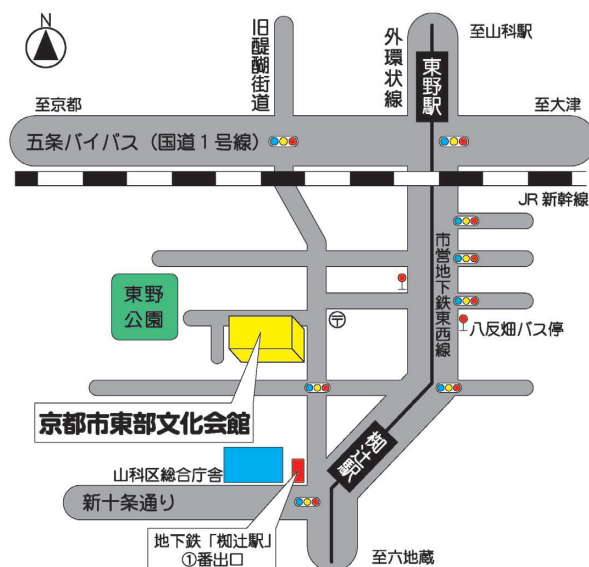 N
旧醍醐街道
外環状線
至山科駅
東野駅
至京都
至大津
五条バイパス（国道１号線）
JR 新幹線
市営地下鉄東西線
東野
公園
〒
八反畑バス停
京都市東部文化会館
椥辻駅
山科区総合庁舎
新十条通り
地下鉄「椥辻駅」
①番出口
至六地蔵